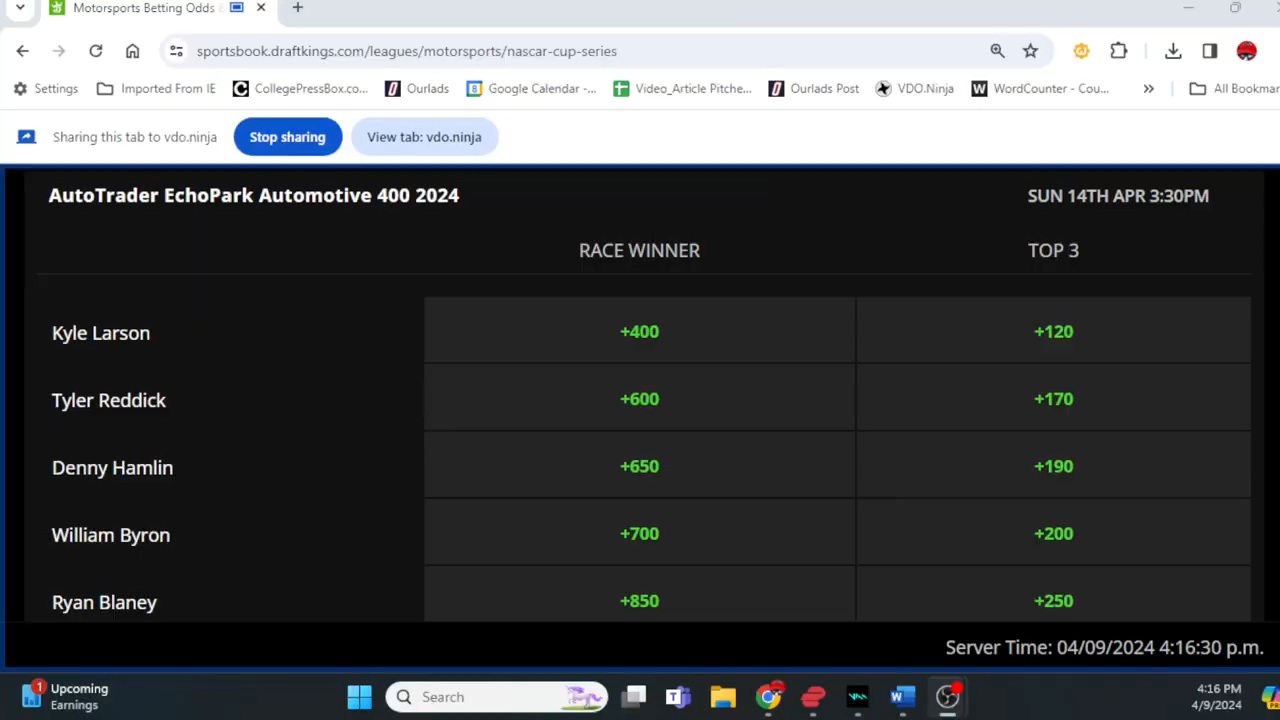 Motorsports Betting Odds
sportsbook.draftkings.com/leagues/motorsports/nascar-cup-series
Settings Imported From IE CollegePressBox.co... Ourlads Google Calendar -... Video_Article Pitche... Ourlads Post VDO.Ninja WordCounter - Cou... » All Bookmar
Sharing this tab to vdo.ninja Stop sharing View tab: vdo.ninja
AutoTrader EchoPark Automotive 400 2024 SUN 14TH APR 3:30PM
RACE WINNER TOP 3
Kyle Larson +400 +120
Tyler Reddick +600 +170
Denny Hamlin +650 +190
William Byron +700 +200
Ryan Blaney +850 +250
Server Time: 04/09/2024 4:16:30 p.m.
1 Upcoming
Earnings
Search
4:16 PM
4/9/2024